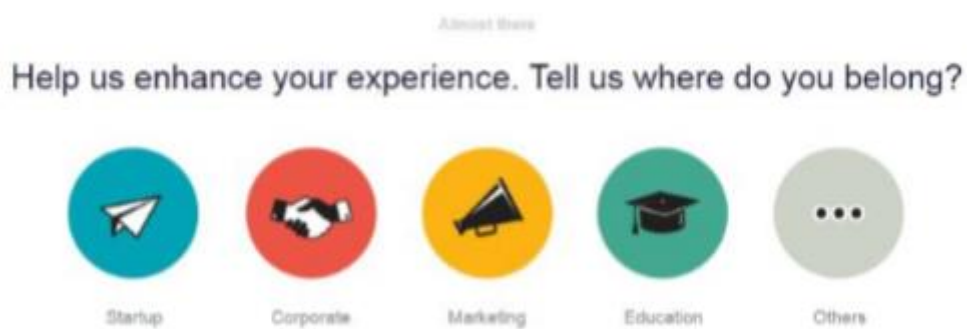 Almost there
Help us enhance your experience. Tell us where do you belong?
Startup
Corporate
Marketing
Education
Others